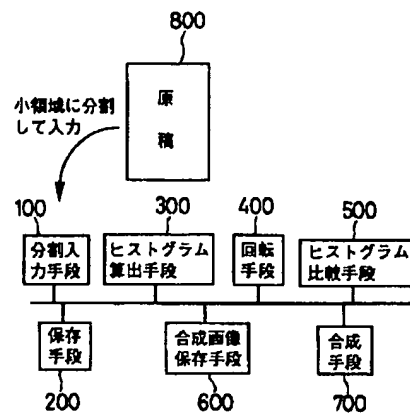 800
原
稿
小領域に分割
して入力
100
300
400
500
分割入
力手段
ヒストグラム
算出手段
回転
手段
ヒストグラム
比較手段
保存
手段
合成画像
保存手段
合成
手段
200
600
700